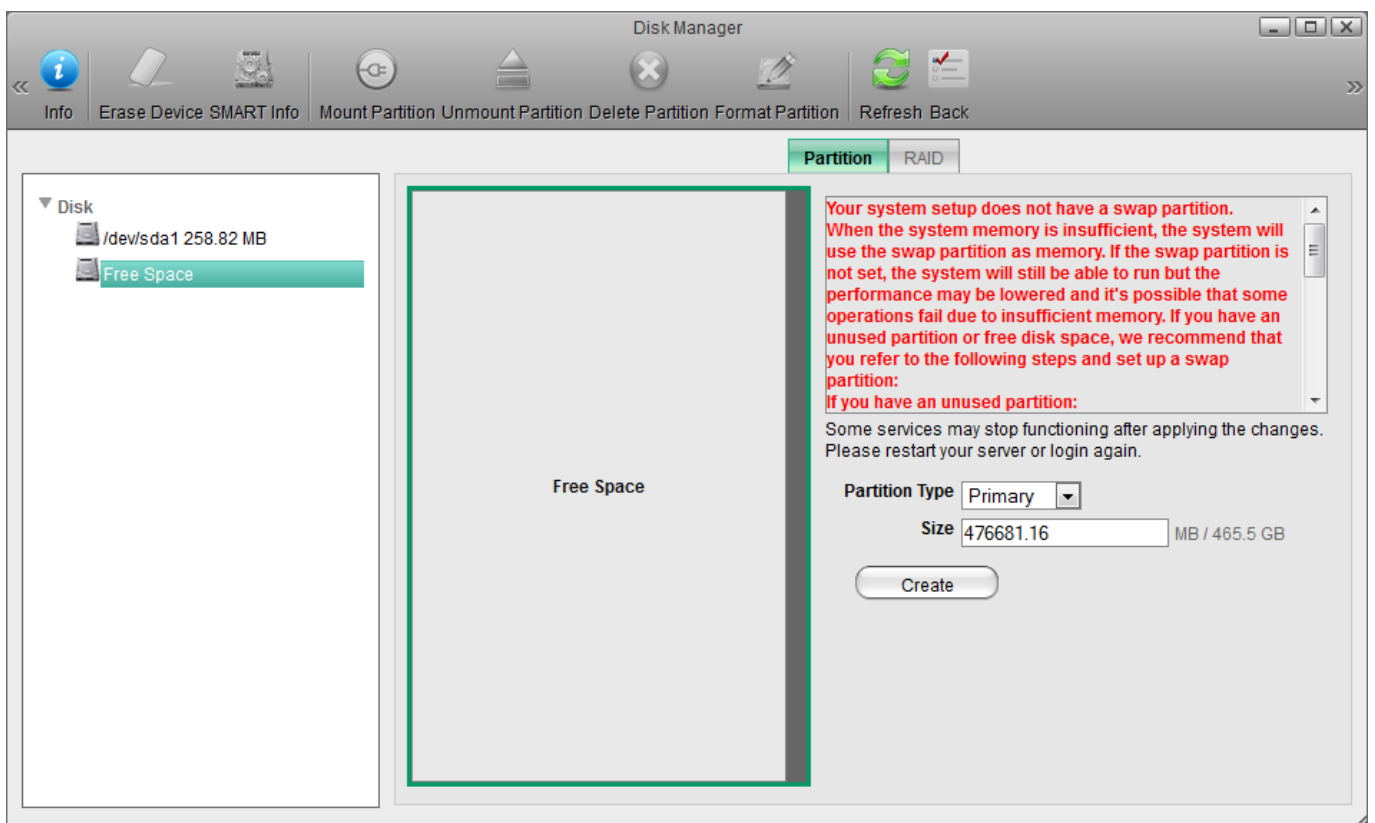 Disk Manager
Info
Erase Device
SMART Info
Mount Partition
Unmount Partition
Delete Partition
Format Partition
Refresh
Back
Partition
RAID
Disk
/dev/sda1 258.82 MB
Free Space
Free Space
Your system setup does not have a swap partition.
When the system memory is insufficient, the system will
use the swap partition as memory. If the swap partition is
not set, the system will still be able to run but the
performance may be lowered and it's possible that some
operations fail due to insufficient memory. If you have an
unused partition or free disk space, we recommend that
you refer to the following steps and set up a swap
partition:
If you have an unused partition:
Some services may stop functioning after applying the changes.
Please restart your server or login again.
Partition Type Primary
Size 476681.16 MB / 465.5 GB
Create